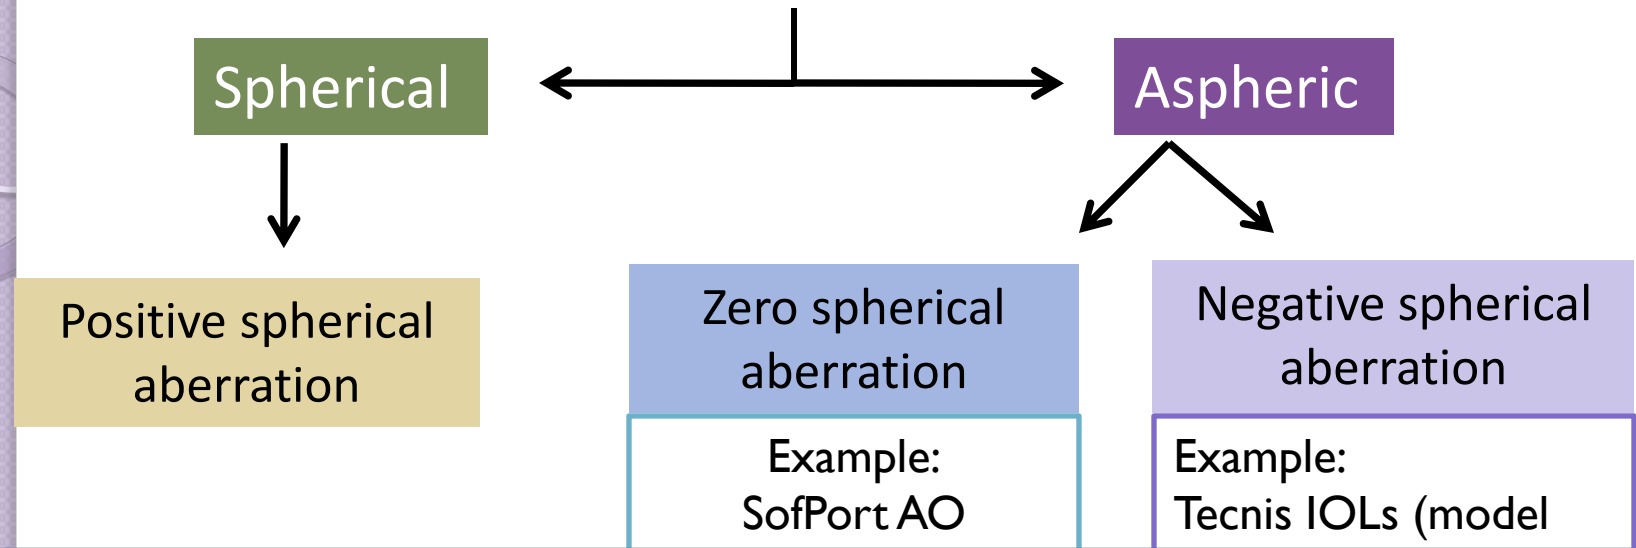 Spherical
Aspheric
Positive spherical
aberration
Zero spherical
aberration
Negative spherical
aberration
Example:
SofPort AO
Example:
Tecnis IOLs (model